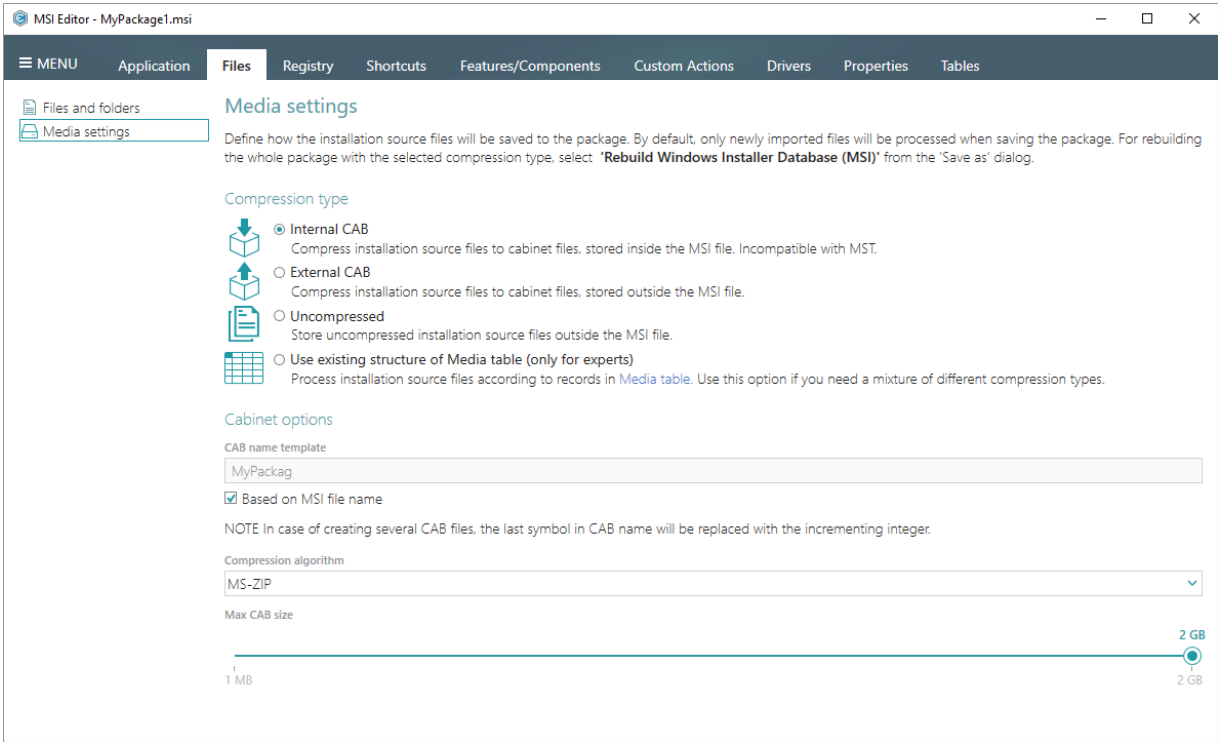 MSI Editor - MyPackage1.msi
MENU Application Files Registry Shortcuts Features/Components Custom Actions Drivers Properties Tables
Files and folders
Media settings
Media settings
Define how the installation source files will be saved to the package. By default, only newly imported files will be processed when saving the package. For rebuilding
the whole package with the selected compression type, select 'Rebuild Windows Installer Database (MSI)' from the 'Save as' dialog.
Compression type
Internal CAB
Compress installation source files to cabinet files, stored inside the MSI file. Incompatible with MST.
External CAB
Compress installation source files to cabinet files, stored outside the MSI file.
Uncompressed
Store uncompressed installation source files outside the MSI file.
Use existing structure of Media table (only for experts)
Process installation source files according to records in Media table. Use this option if you need a mixture of different compression types.
Cabinet options
CAB name template
MyPackag
Based on MSI file name
NOTE In case of creating several CAB files, the last symbol in CAB name will be replaced with the incrementing integer.
Compression algorithm
MS-ZIP
Max CAB size
2 GB
1 MB 2 GB